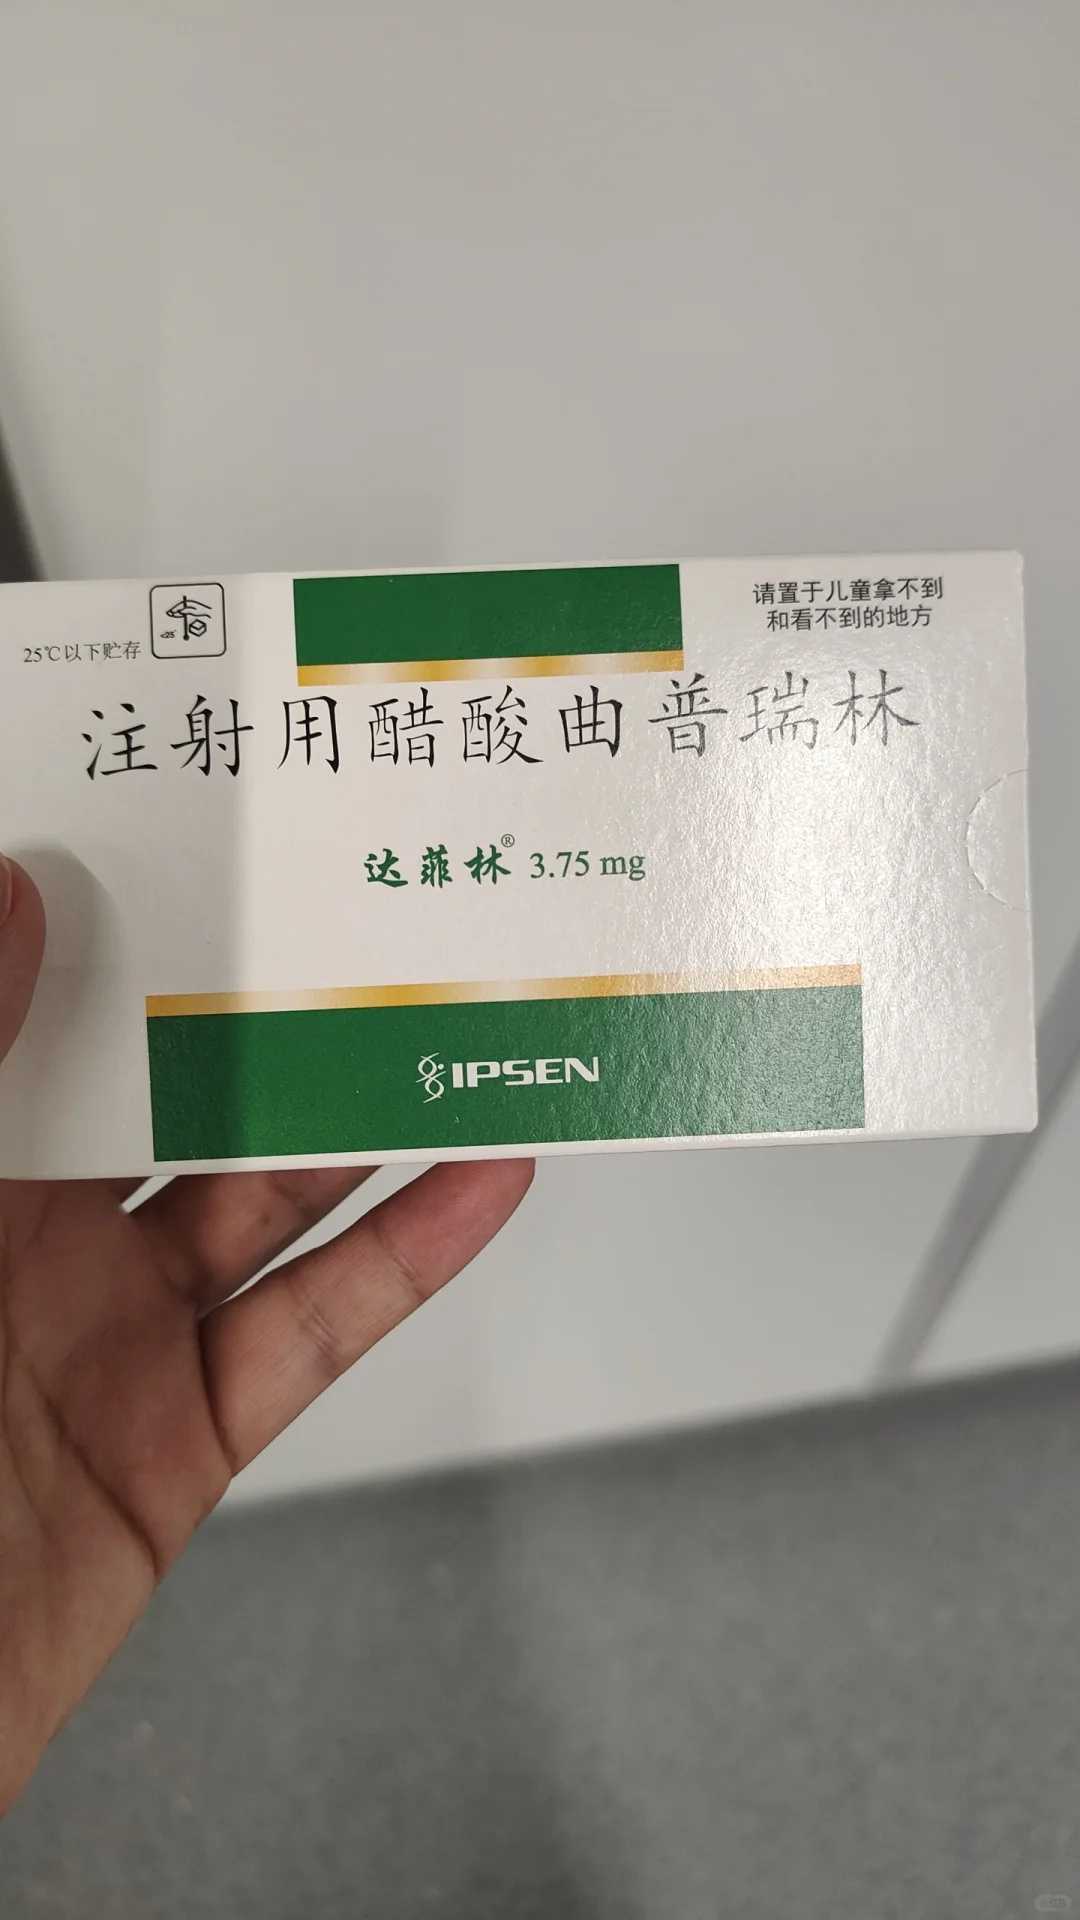 请置于儿童拿不到
和看不到的地方
25℃以下贮存
<25°
注射用醋酸曲普瑞林
达菲林® 3.75 mg
IPSEN